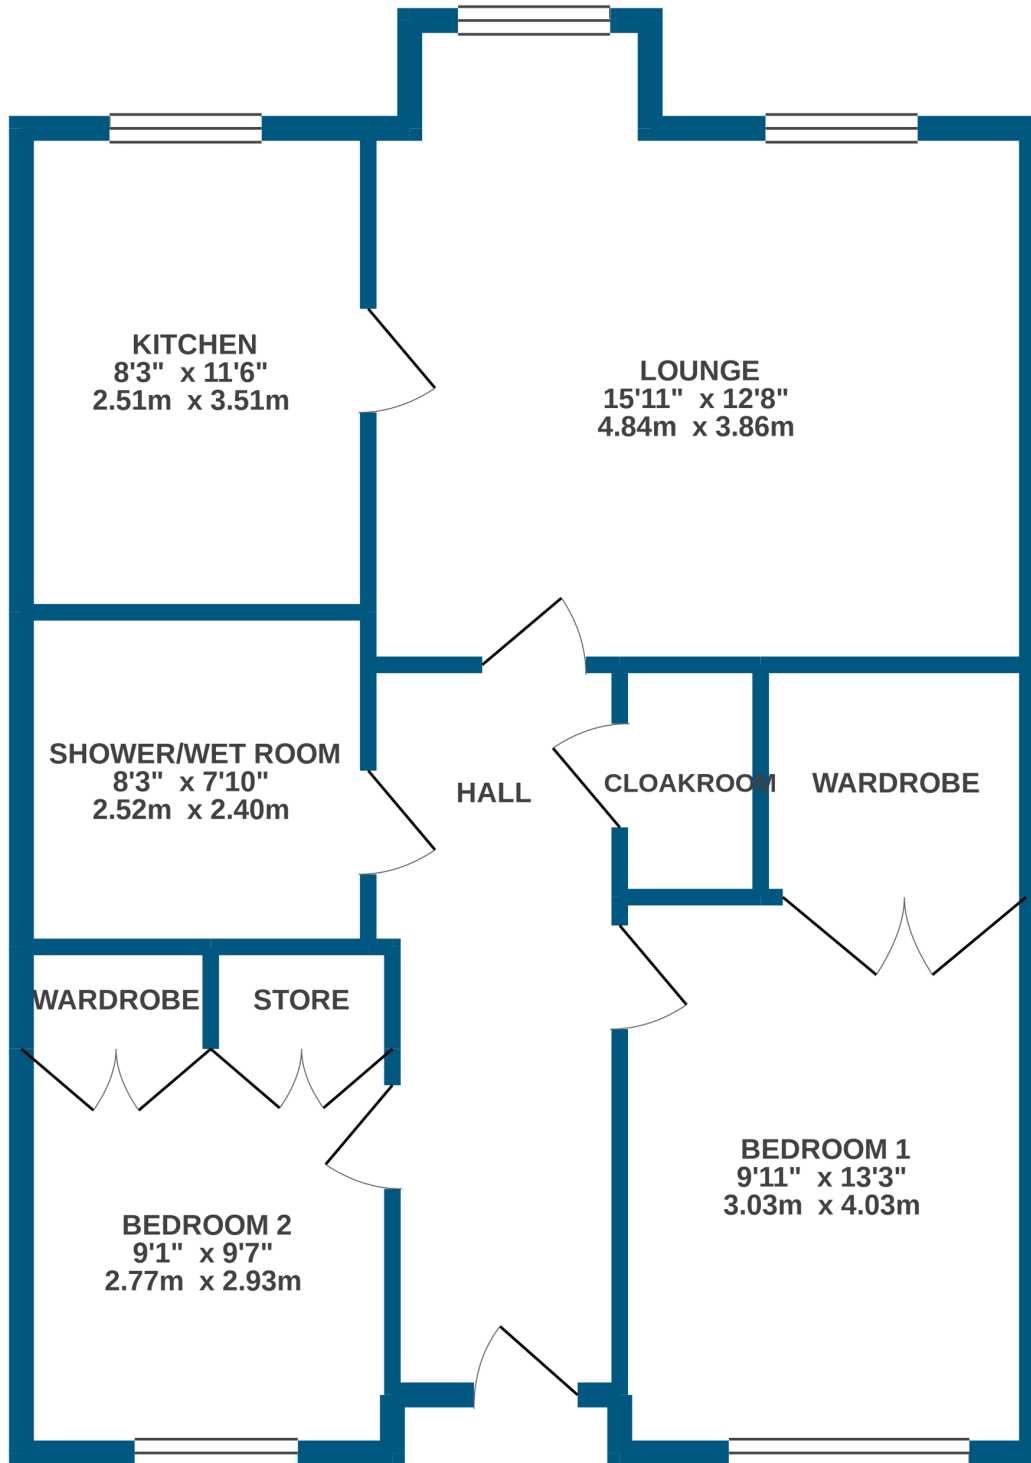 KITCHEN
8'3" x 11'6"
2.51m x 3.51m
LOUNGE
15'11" x 12'8"
4.84m x 3.86m
SHOWER/WET ROOM
8'3" x 7'10"
2.52m x 2.40m
HALL
CLOAKROOM
WARDROBE
WARDROBE
STORE
BEDROOM 1
9'11" x 13'3"
3.03m x 4.03m
BEDROOM 2
9'1" x 9'7"
2.77m x 2.93m